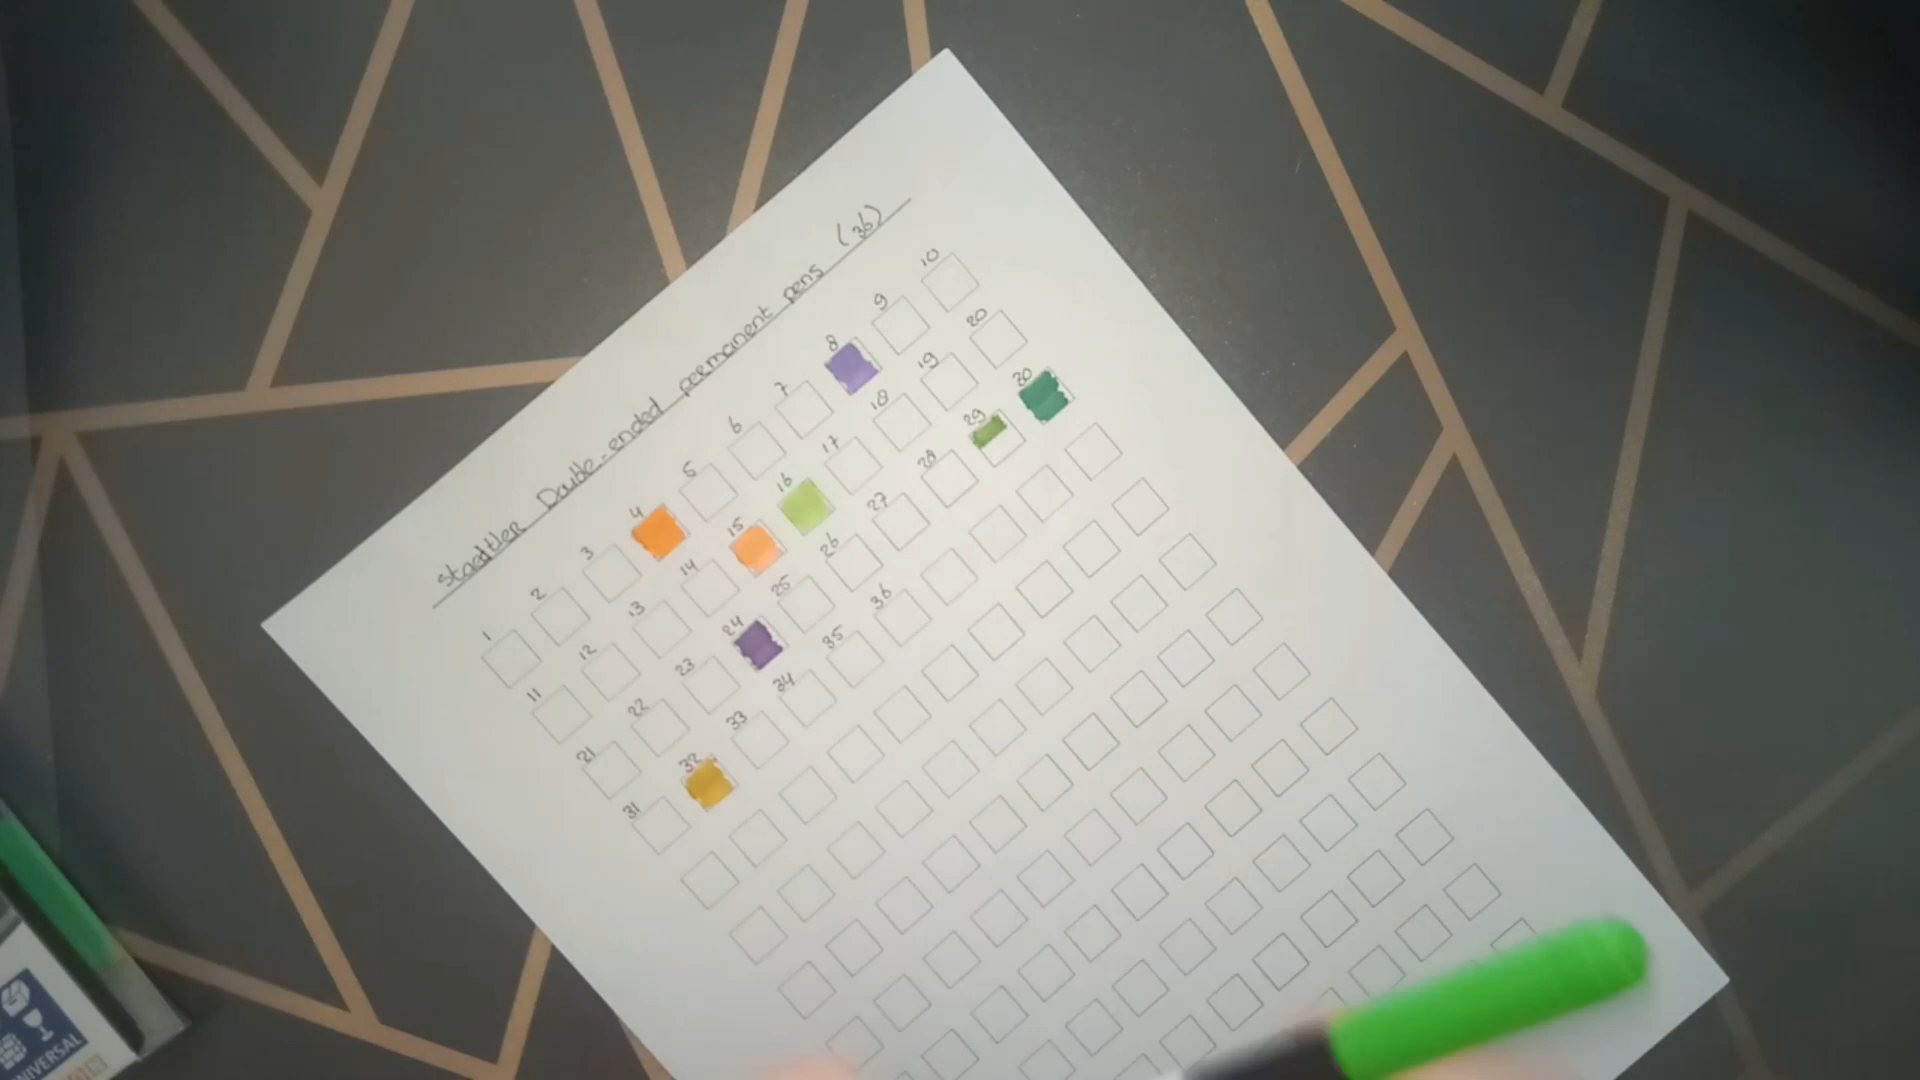 Staedtler Double-ended permanent pens (36)
1 2 3 4 5 6 7 8 9 10
11 12 13 14 15 16 17 18 19 20
21 22 23 24 25 26 27 28 29 30
31 32 33 34 35 36
UNIVERSAL